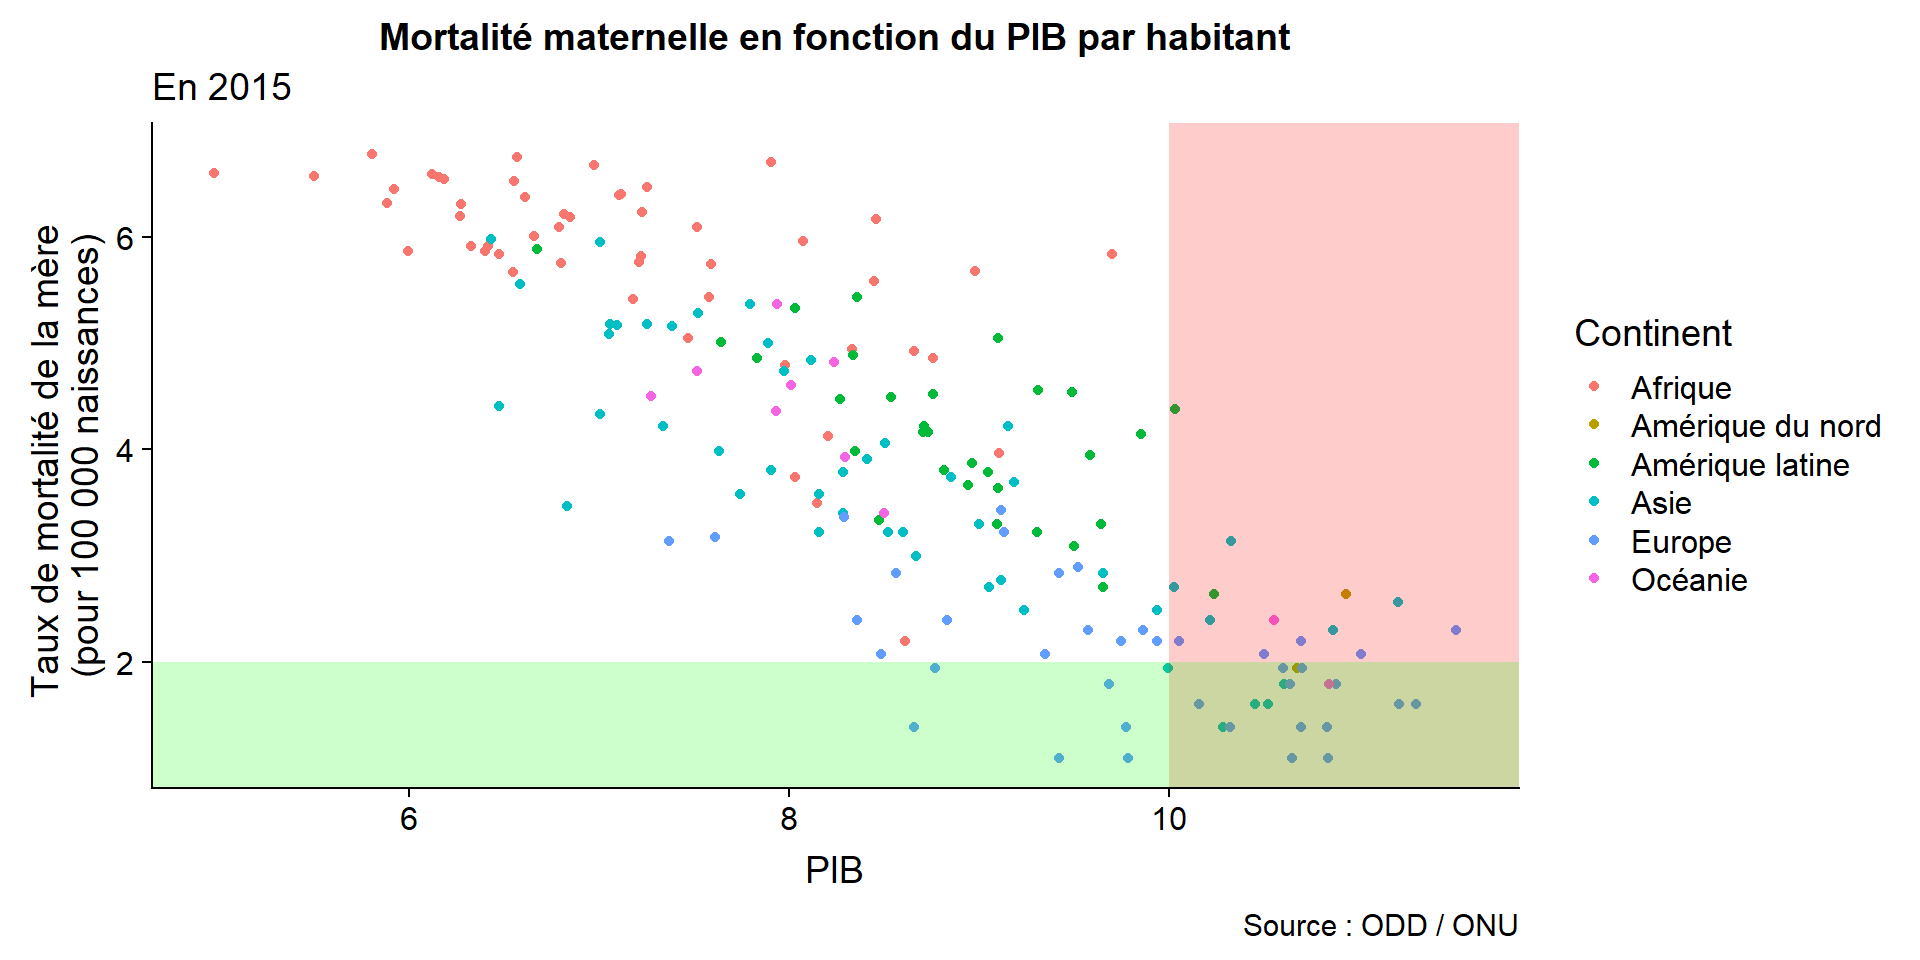 Mortalité maternelle en fonction du PIB par habitant
En 2015
Taux de mortalité de la mère
(pour 100 000 naissances)
6
4
2
6
8
10
PIB
Continent
Afrique
Amérique du nord
Amérique latine
Asie
Europe
Océanie
Source : ODD / ONU